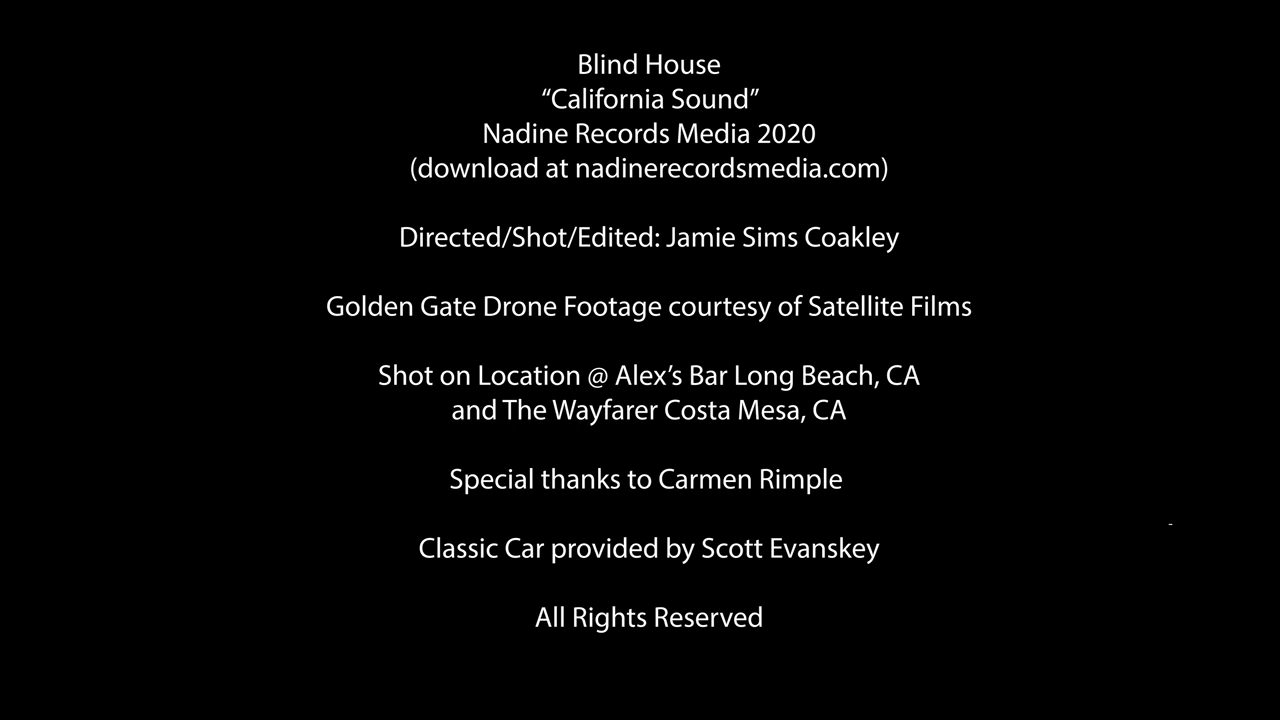 Blind House
“California Sound”
Nadine Records Media 2020
(download at nadinerecordsmedia.com)
Directed/Shot/Edited: Jamie Sims Coakley
Golden Gate Drone Footage courtesy of Satellite Films
Shot on Location @ Alex’s Bar Long Beach, CA
and The Wayfarer Costa Mesa, CA
Special thanks to Carmen Rimple
Classic Car provided by Scott Evanskey
All Rights Reserved